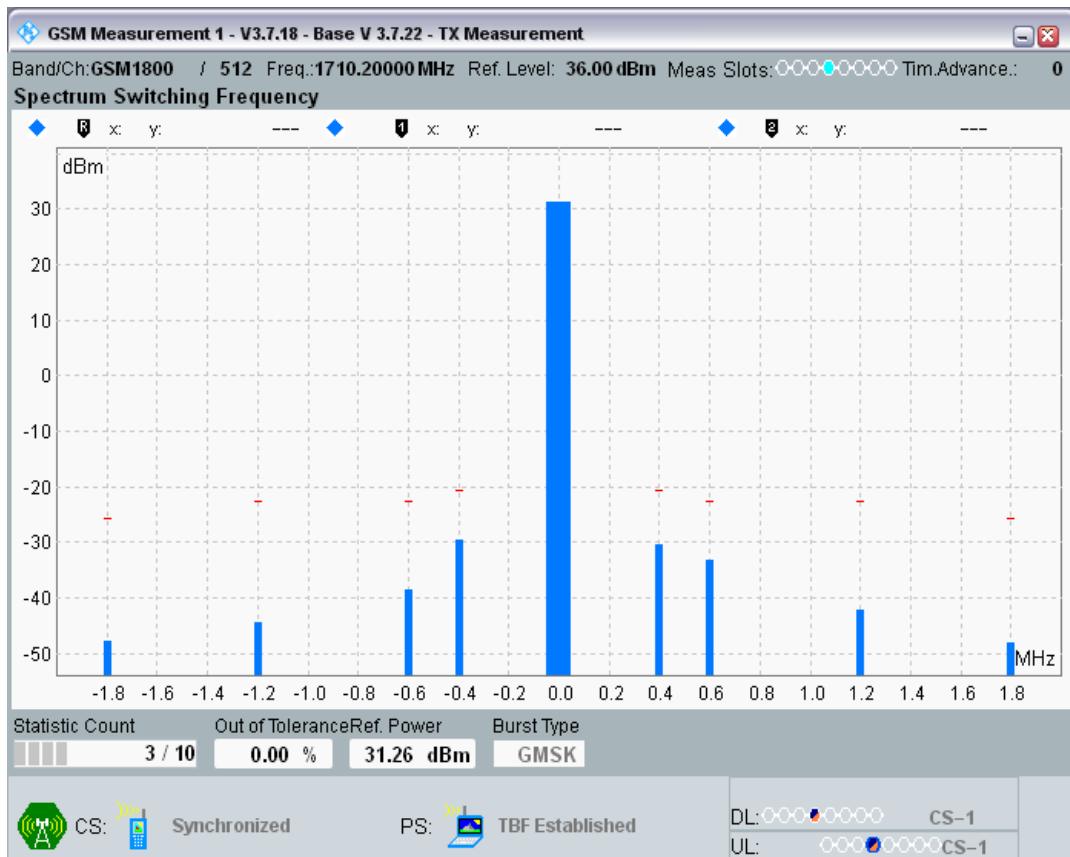 GSM Measurement 1 - V3.7.18 - Base V 3.7.22 - TX Measurement
Band/Ch:GSM1800 / 512 Freq.:1710.20000 MHz Ref. Level: 36.00 dBm Meas Slots: Tim.Advance.: 0
Spectrum Switching Frequency
R x: y: --- 1 x: y: --- 2 x: y: ---
dBm
30
20
10
0
-10
-20
-30
-40
-50
MHz
-1.8 -1.6 -1.4 -1.2 -1.0 -0.8 -0.6 -0.4 -0.2 0.0 0.2 0.4 0.6 0.8 1.0 1.2 1.4 1.6 1.8
Statistic Count Out of Tolerance Ref. Power Burst Type
3 / 10 0.00 % 31.26 dBm GMSK
CS: Synchronized PS: TBF Established
DL: CS-1
UL: CS-1